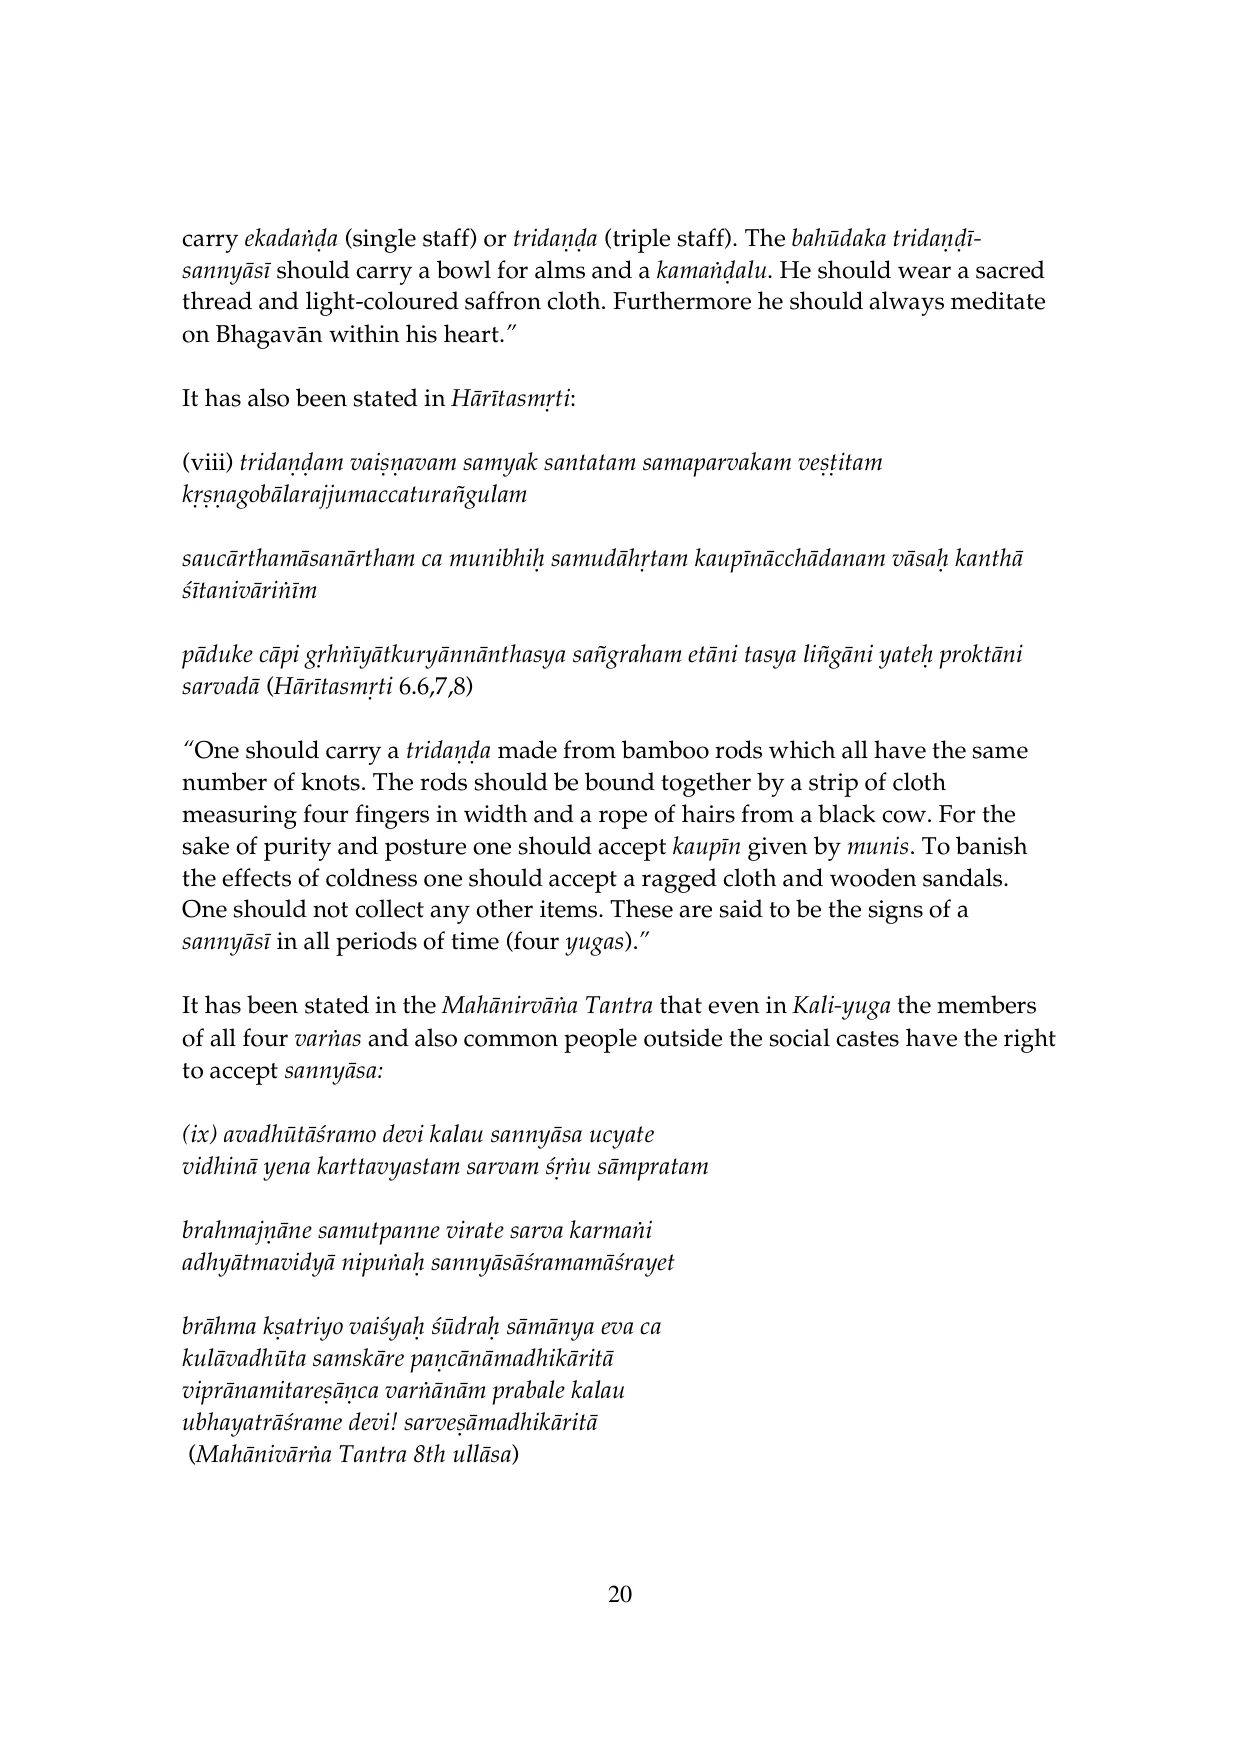 carry ekadaṅḍa (single staff) or tridaṇḍa (triple staff). The bahūdaka tridaṇḍī-
sannyāsī should carry a bowl for alms and a kamaṅḍalu. He should wear a sacred
thread and light-coloured saffron cloth. Furthermore he should always meditate
on Bhagavān within his heart.”
It has also been stated in Hārītasmṛti:
(viii) tridaṇḍam vaiṣṇavam samyak santatam samaparvakam veṣṭitam
kṛṣṇagobālarajjumaccaturañgulam
saucārthamāsanārtham ca munibhiḥ samudāhṛtam kaupīnācchādanam vāsaḥ kanthā
śītanivāriṅīm
pāduke cāpi gṛhṅīyātkuryānnānthasya sañgraham etāni tasya liñgāni yateḥ proktāni
sarvadā (Hārītasmṛti 6.6,7,8)
“One should carry a tridaṇḍa made from bamboo rods which all have the same
number of knots. The rods should be bound together by a strip of cloth
measuring four fingers in width and a rope of hairs from a black cow. For the
sake of purity and posture one should accept kaupīn given by munis. To banish
the effects of coldness one should accept a ragged cloth and wooden sandals.
One should not collect any other items. These are said to be the signs of a
sannyāsī in all periods of time (four yugas).”
It has been stated in the Mahānirvāṅa Tantra that even in Kali-yuga the members
of all four varṅas and also common people outside the social castes have the right
to accept sannyāsa:
(ix) avadhūtāśramo devi kalau sannyāsa ucyate
vidhinā yena karttavyastam sarvam śṛṅu sāmpratam
brahmajṇāne samutpanne virate sarva karmaṅi
adhyātmavidyā nipuṅaḥ sannyāsāśramamāśrayet
brāhma kṣatriyo vaiśyaḥ śūdraḥ sāmānya eva ca
kulāvadhūta samskāre paṇcānāmadhikāritā
viprānamitareṣāṇca varṅānām prabale kalau
ubhayatrāśrame devi! sarveṣāmadhikāritā
(Mahānivārṅa Tantra 8th ullāsa)
20